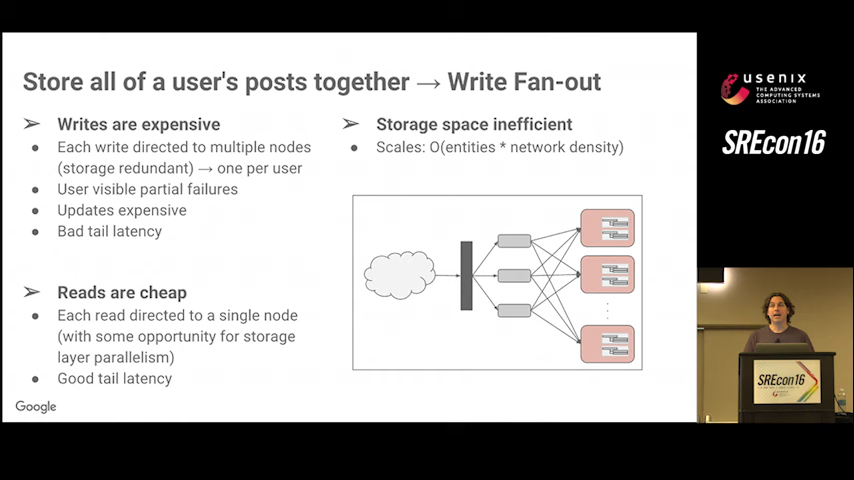 Store all of a user's posts together → Write Fan-out
➢ Writes are expensive
● Each write directed to multiple nodes
(storage redundant) → one per user
● User visible partial failures
● Updates expensive
● Bad tail latency
➢ Reads are cheap
● Each read directed to a single node
(with some opportunity for storage
layer parallelism)
● Good tail latency
➢ Storage space inefficient
● Scales: O(entities * network density)
Google
usenix
THE ADVANCED
COMPUTING SYSTEMS
ASSOCIATION
SREcon16
SREcon16